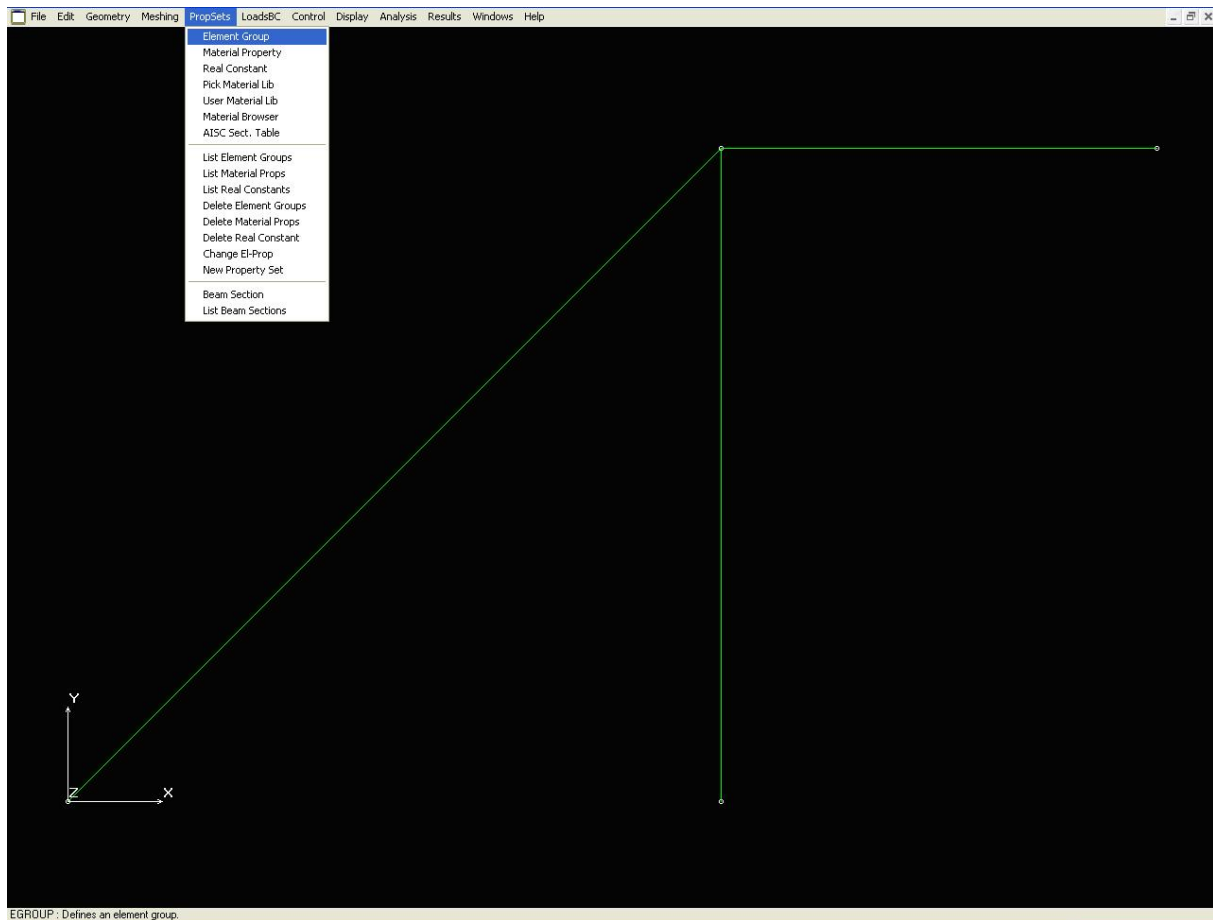 File Edit Geometry Meshing PropSets LoadsBC Control Display Analysis Results Windows Help
Element Group
Material Property
Real Constant
Pick Material Lib
User Material Lib
Material Browser
AISC Sect. Table
List Element Groups
List Material Props
List Real Constants
Delete Element Groups
Delete Material Props
Delete Real Constant
Change El-Prop
New Property Set
Beam Section
List Beam Sections
Y
Z X
EGROUP : Defines an element group.